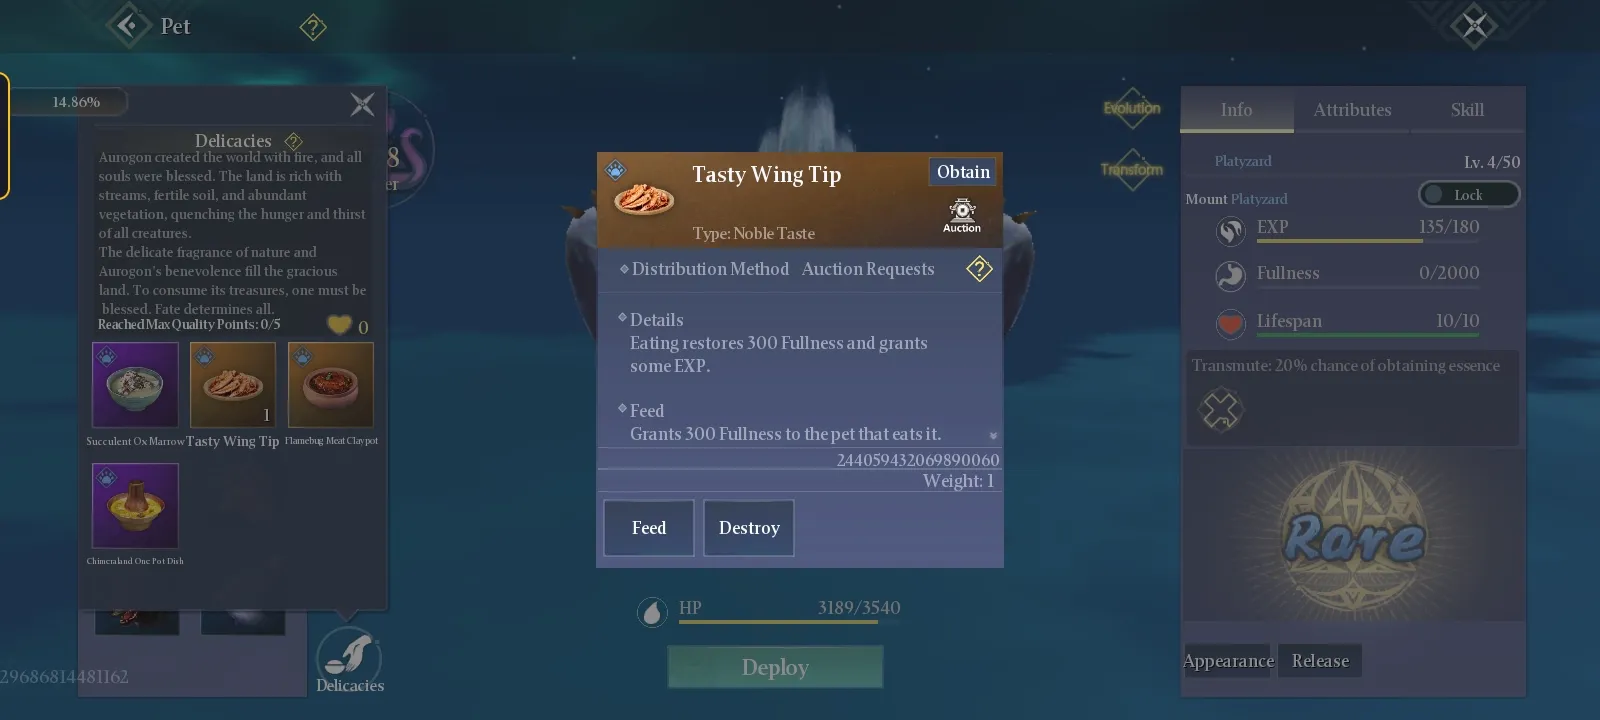 Pet
?
14.86%
Delicacies ?
Aurogon created the world with fire, and all
souls were blessed. The land is rich with
streams, fertile soil, and abundant
vegetation, quenching the hunger and thirst
of all creatures.
The delicate fragrance of nature and
Aurogon's benevolence fill the gracious
land. To consume its treasures, one must be
blessed. Fate determines all.
Reached Max Quality Points: 0/5
0
1
Succulent Ox Marrow
Tasty Wing Tip
Flamebug Meat Claypot
Chimeraland One Pot Dish
29686814481162
Delicacies
8
er
Tasty Wing Tip
Obtain
Auction
Type: Noble Taste
Distribution Method Auction Requests ?
Details
Eating restores 300 Fullness and grants
some EXP.
Feed
Grants 300 Fullness to the pet that eats it.
244059432069890060
Weight: 1
Feed
Destroy
HP 3189/3540
Deploy
Evolution
Transform
Info Attributes Skill
Platyzard Lv. 4/50
Mount Platyzard Lock
EXP 135/180
Fullness 0/2000
Lifespan 10/10
Transmute: 20% chance of obtaining essence
Rare
Appearance Release